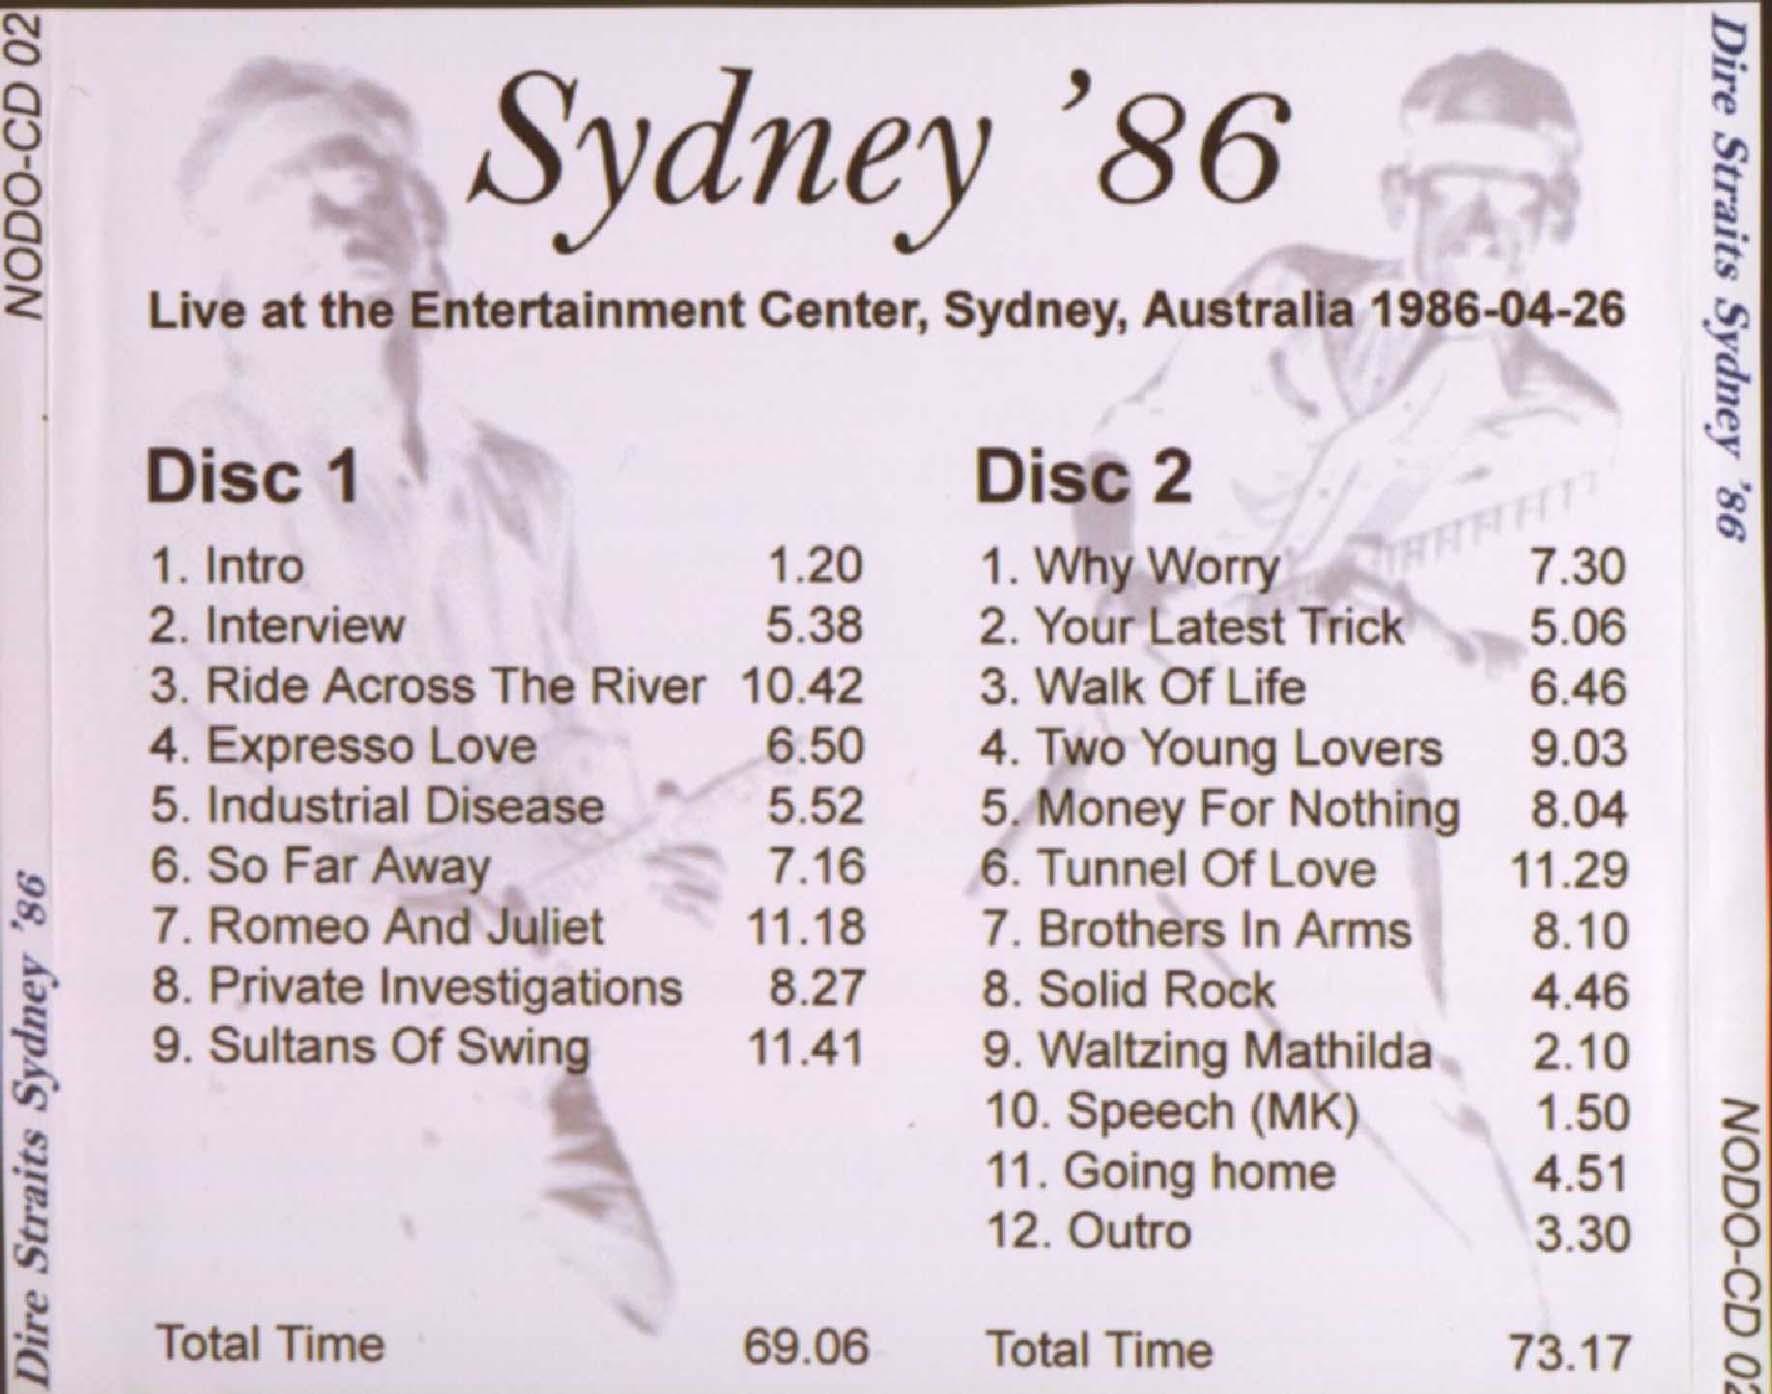 NODO-CD 02
Dire Straits Sydney '86
Sydney ’86
Live at the Entertainment Center, Sydney, Australia 1986-04-26
Disc 1
1. Intro 1.20
2. Interview 5.38
3. Ride Across The River 10.42
4. Expresso Love 6.50
5. Industrial Disease 5.52
6. So Far Away 7.16
7. Romeo And Juliet 11.18
8. Private Investigations 8.27
9. Sultans Of Swing 11.41
Total Time 69.06
Disc 2
1. Why Worry 7.30
2. Your Latest Trick 5.06
3. Walk Of Life 6.46
4. Two Young Lovers 9.03
5. Money For Nothing 8.04
6. Tunnel Of Love 11.29
7. Brothers In Arms 8.10
8. Solid Rock 4.46
9. Waltzing Mathilda 2.10
10. Speech (MK) 1.50
11. Going home 4.51
12. Outro 3.30
Total Time 73.17
Dire Straits Sydney '86
NODO-CD 02